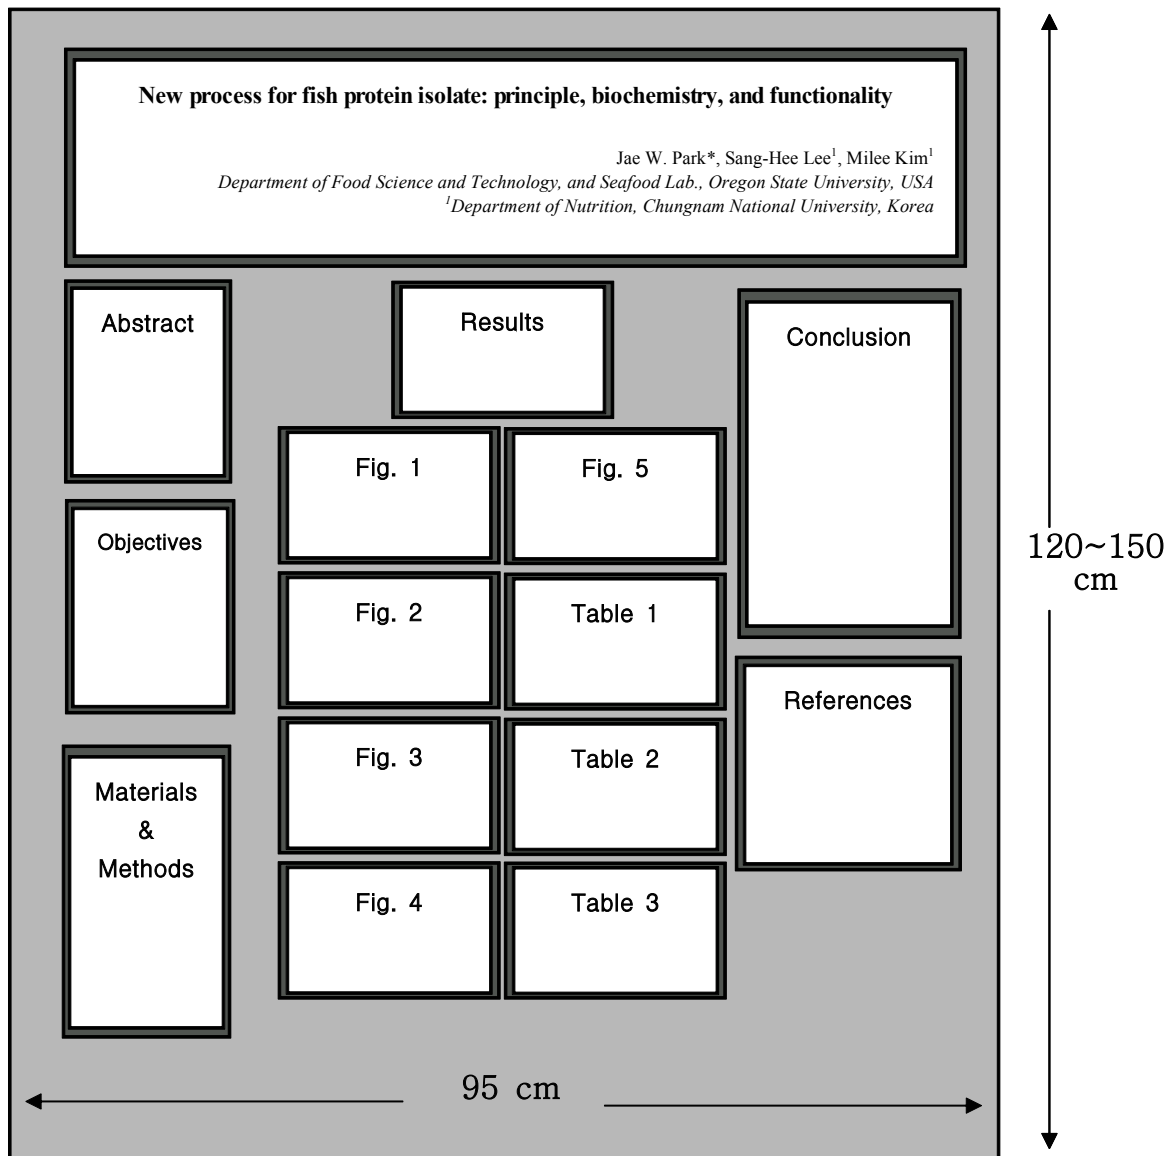 New process for fish protein isolate: principle, biochemistry, and functionality
Jae W. Park*, Sang-Hee Lee1, Milee Kim1
Department of Food Science and Technology, and Seafood Lab., Oregon State University, USA
1Department of Nutrition, Chungnam National University, Korea
Abstract
Objectives
Materials
&
Methods
Results
Fig. 1
Fig. 2
Fig. 3
Fig. 4
Fig. 5
Table 1
Table 2
Table 3
Conclusion
References
120~150
cm
95 cm